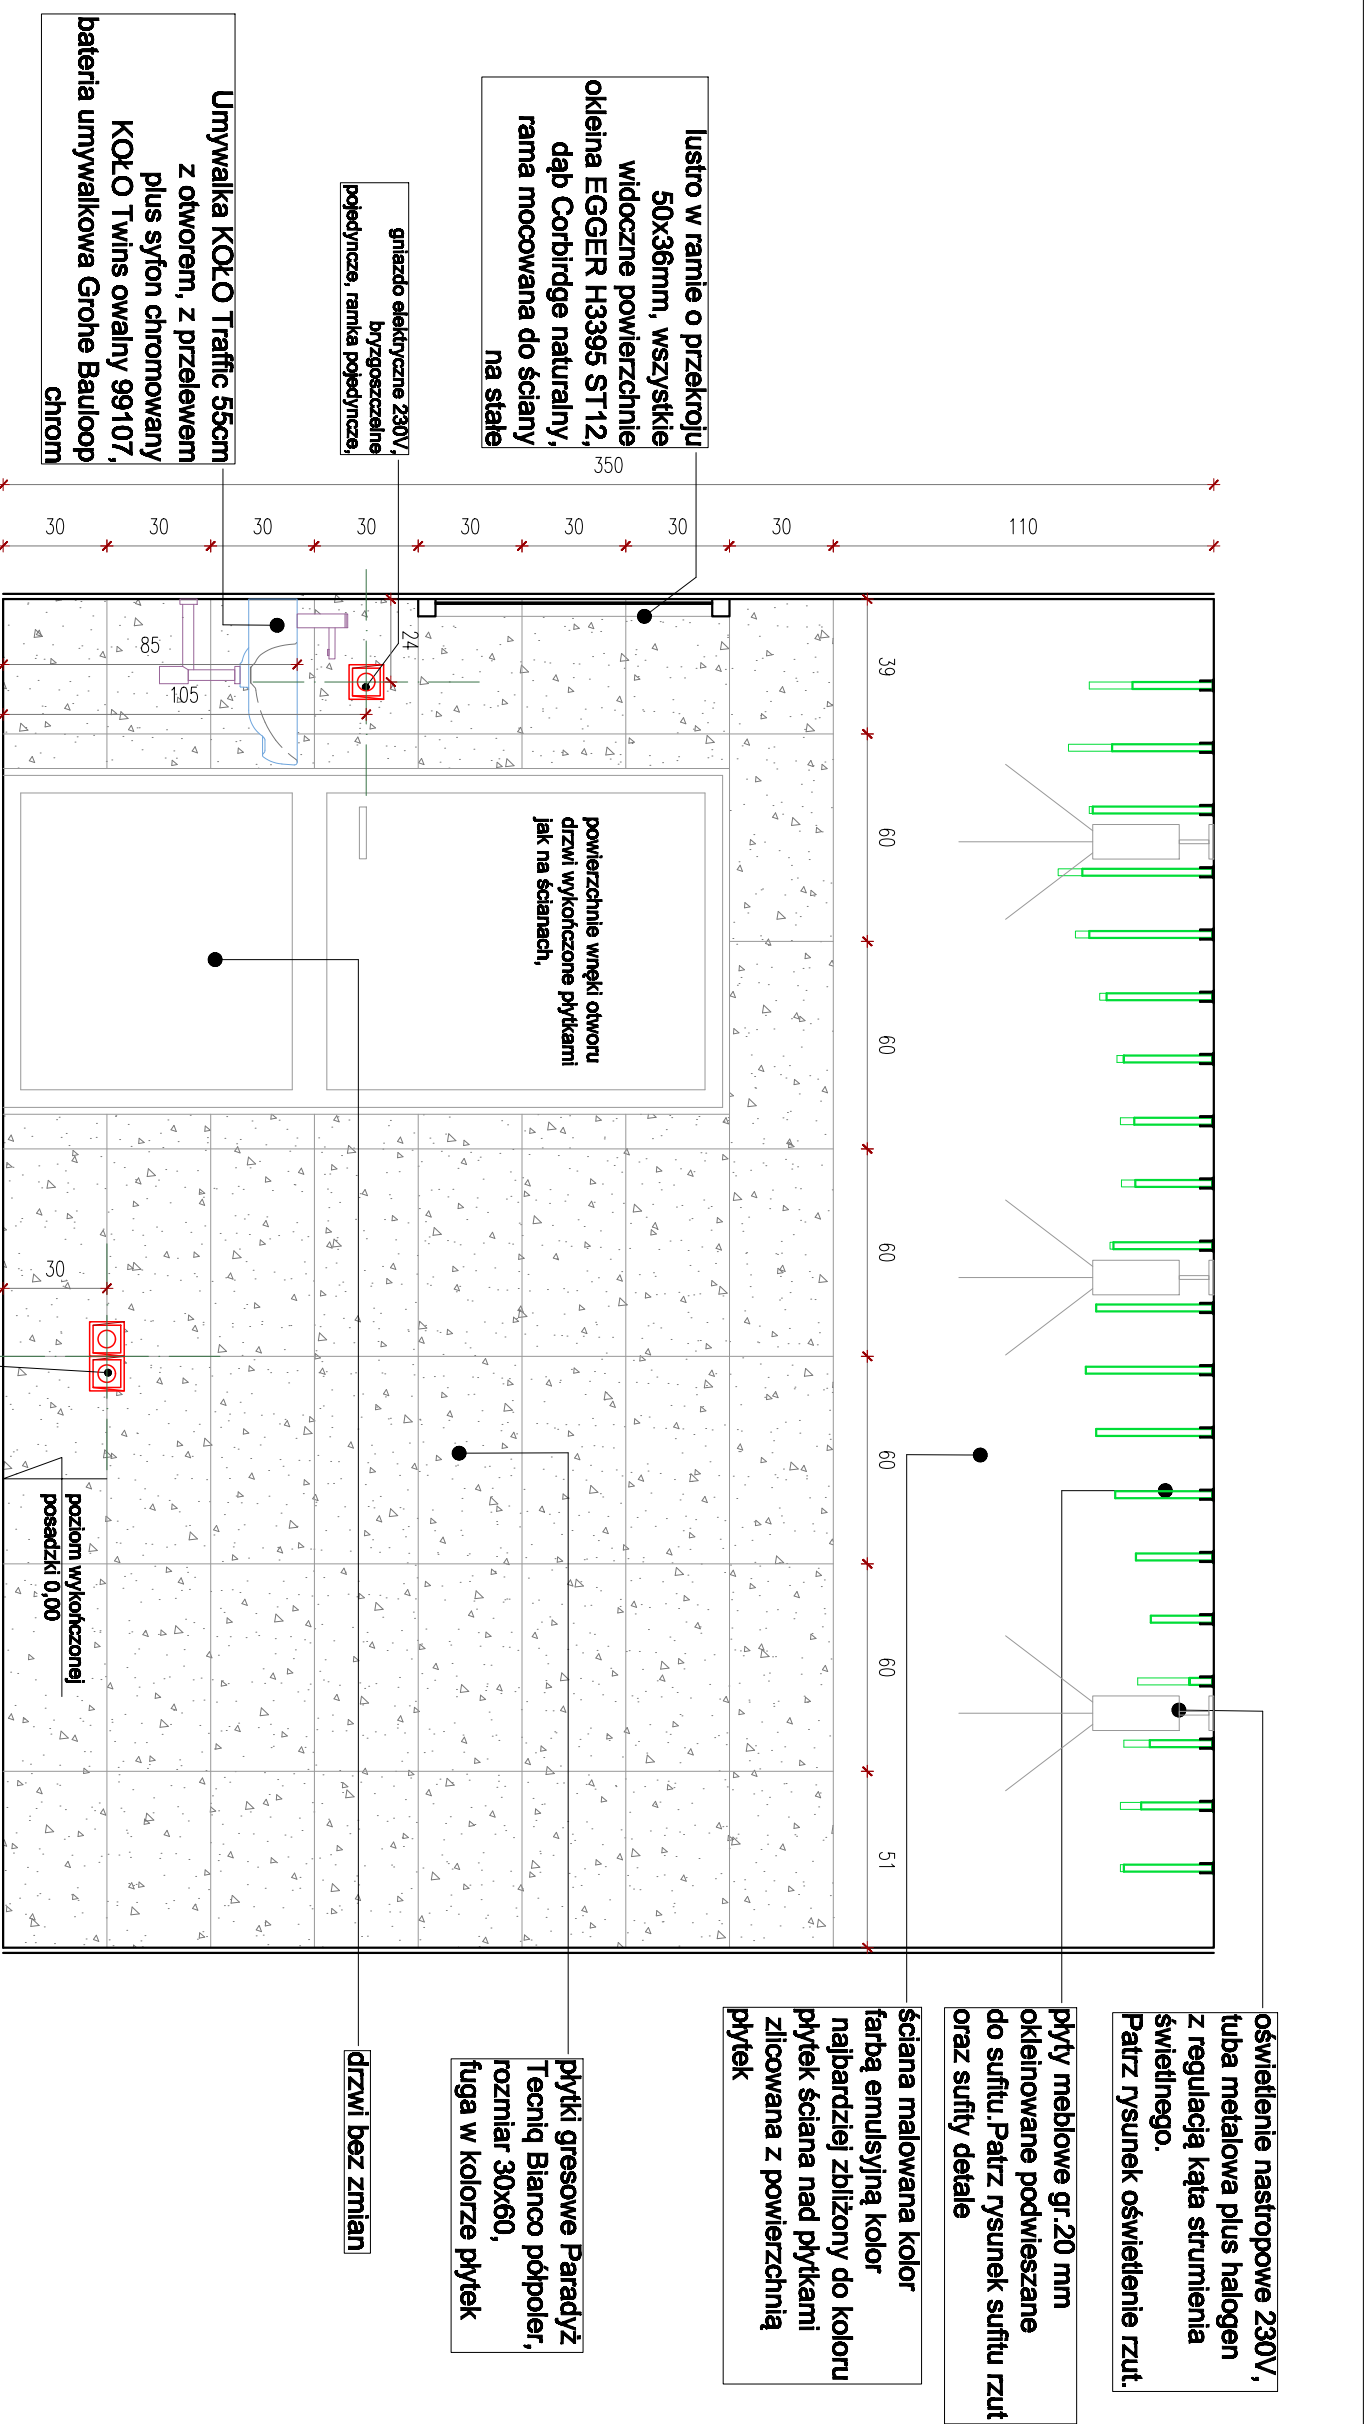 lustro w ramie o przekroju
50x36mm, wszystkie
widoczne powierzchnie
okleina EGGER H3395 ST12,
dąb Corbirdge naturalny,
rama mocowana do ściany
na stałe
gniazdo elektryczne 230V,
bryzgoszczelne
pojedyncze, ramka pojedyncze,
Umywalka KOŁO Traffic 55cm
z otworem, z przelewem
plus syfon chromowany
KOŁO Twins owalny 99107,
bateria umywalkowa Grohe Bauloop
chrom
350
110
30
30
30
30
30
30
30
30
39
60
60
60
60
60
51
24
85
105
30
powierzchnie wnęki otworu
drzwi wykończone płytkami
jak na ścianach,
poziom wykończonej
posadzki 0,00
oświetlenie nastropowe 230V,
tuba metalowa plus halogen
z regulacją kąta strumienia
świetlnego.
Patrz rysunek oświetlenie rzut.
płyty meblowe gr.20 mm
okleinowane podwieszane
do sufitu.Patrz rysunek sufitu rzut
oraz sufity detale
ściana malowana kolor
farbą emulsyjną kolor
najbardziej zbliżony do koloru
płytek ściana nad płytkami
zlicowana z powierzchnią
płytek
płytki gresowe Paradyż
Tecniq Bianco półpoler,
rozmiar 30x60,
fuga w kolorze płytek
drzwi bez zmian